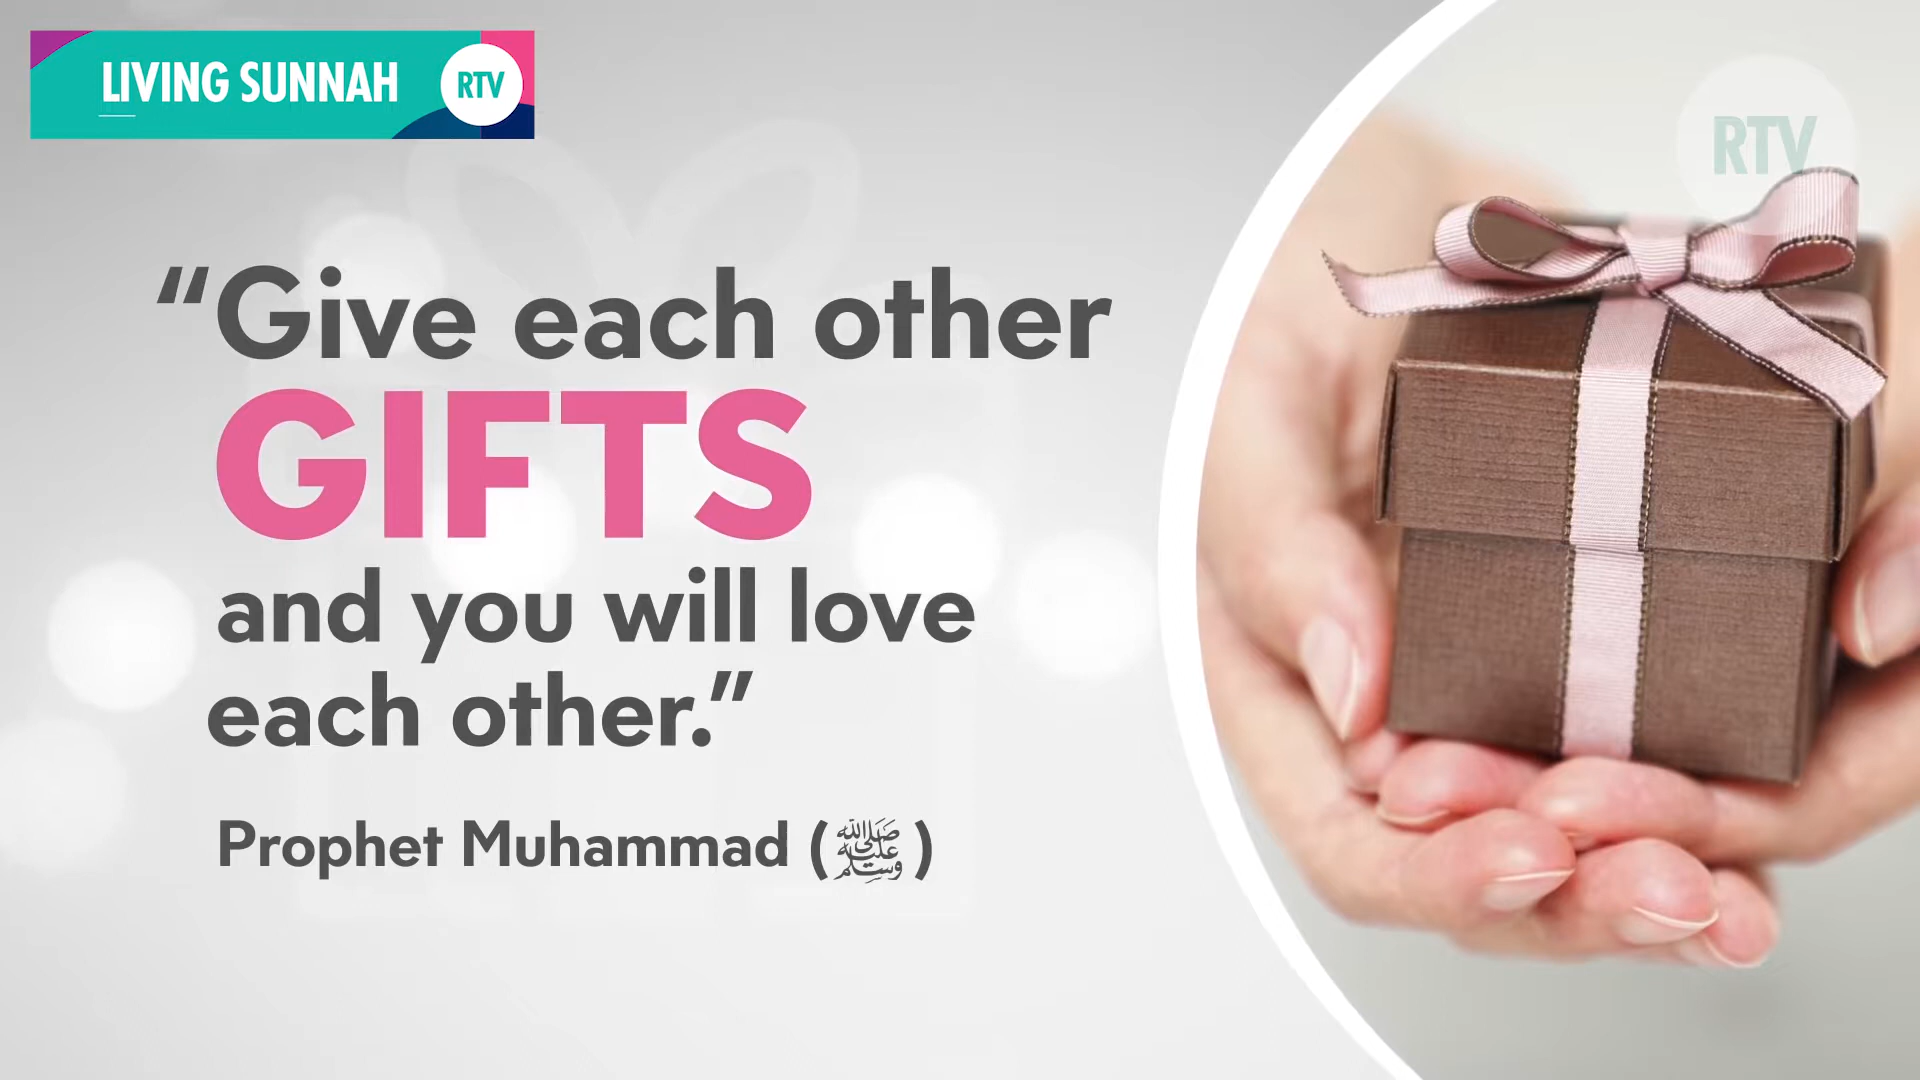 LIVING SUNNAH
RTV
RTV
“Give each other
GIFTS
and you will love
each other.”
Prophet Muhammad (ﷺ)